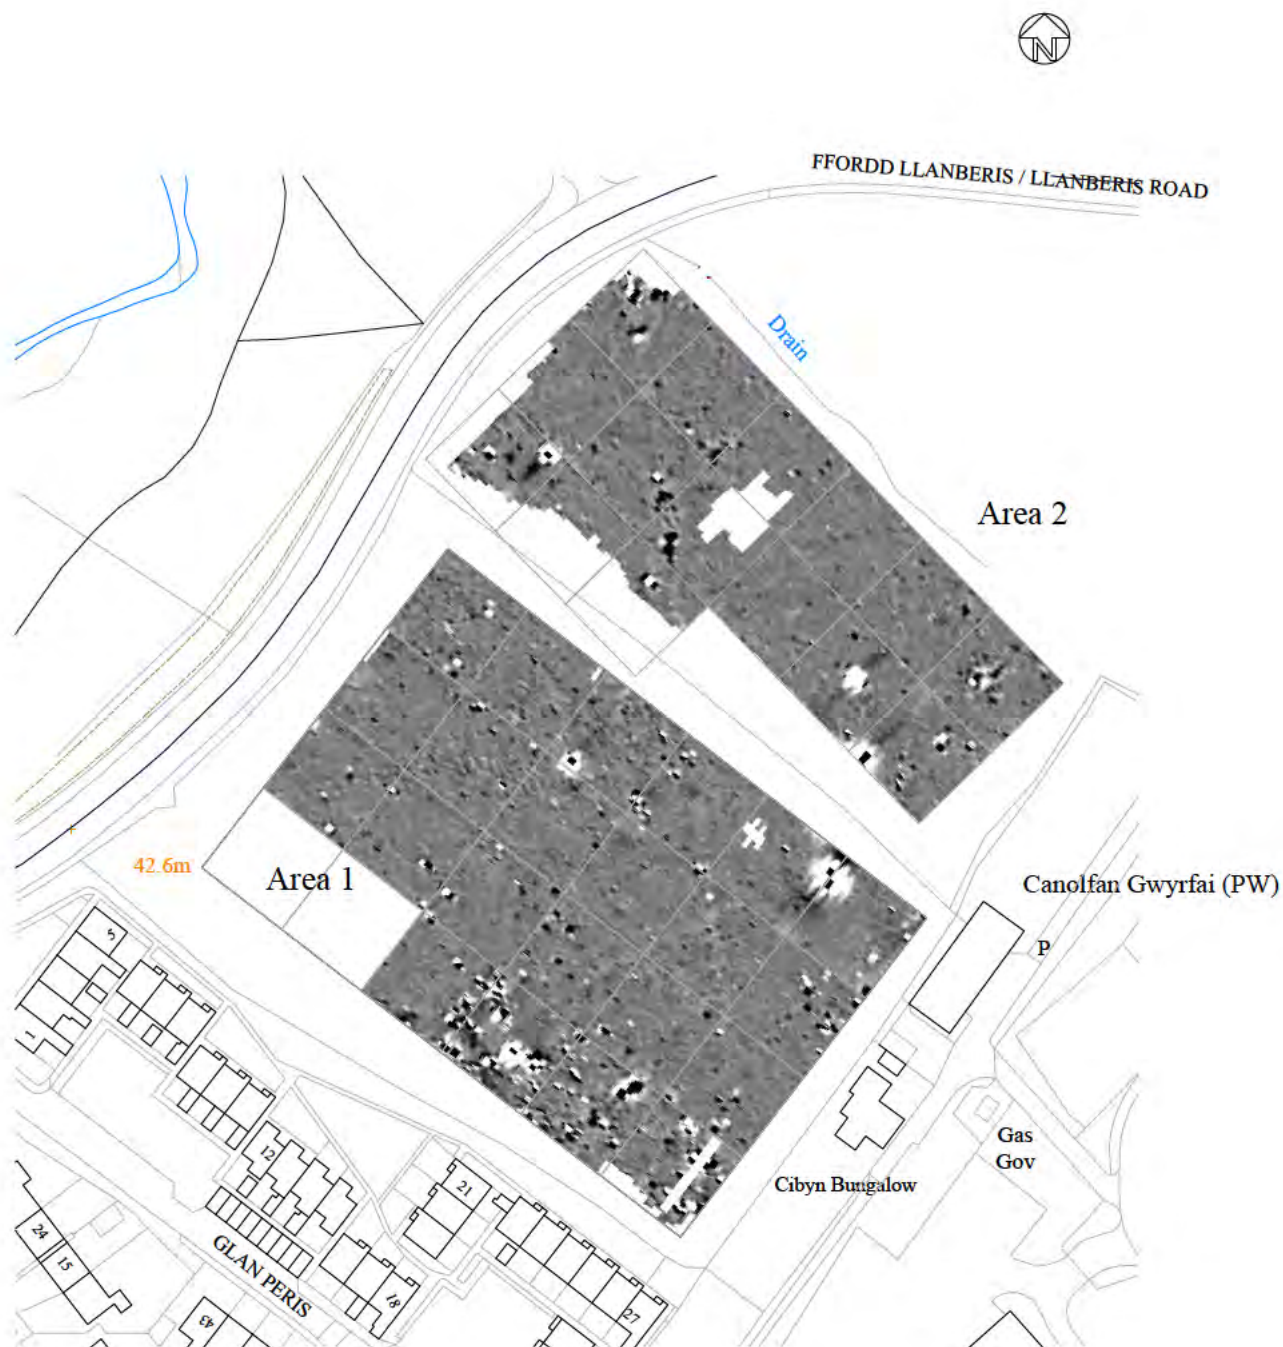 N
FFORDD LLANBERIS / LLANBERIS ROAD
Drain
Area 2
42.6m
Area 1
Canolfan Gwyrfai (PW)
P
5
1
Gas
Gov
12
21
Cibyn Bungalow
24
15
GLAN PERIS
18
27
43